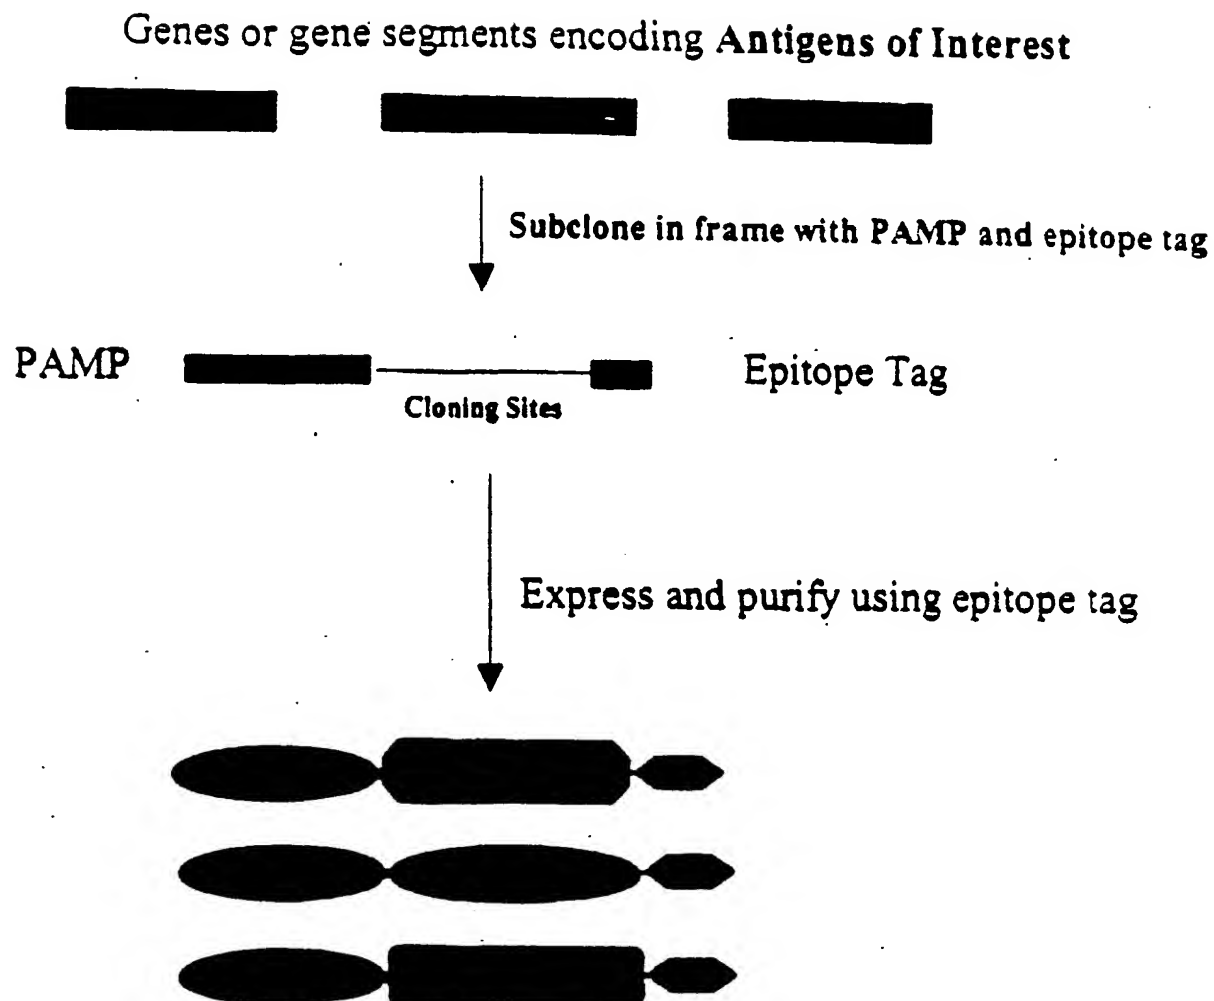 Genes or gene segments encoding Antigens of Interest
Subclone in frame with PAMP and epitope tag
PAMP
Epitope Tag
Cloning Sites
Express and purify using epitope tag